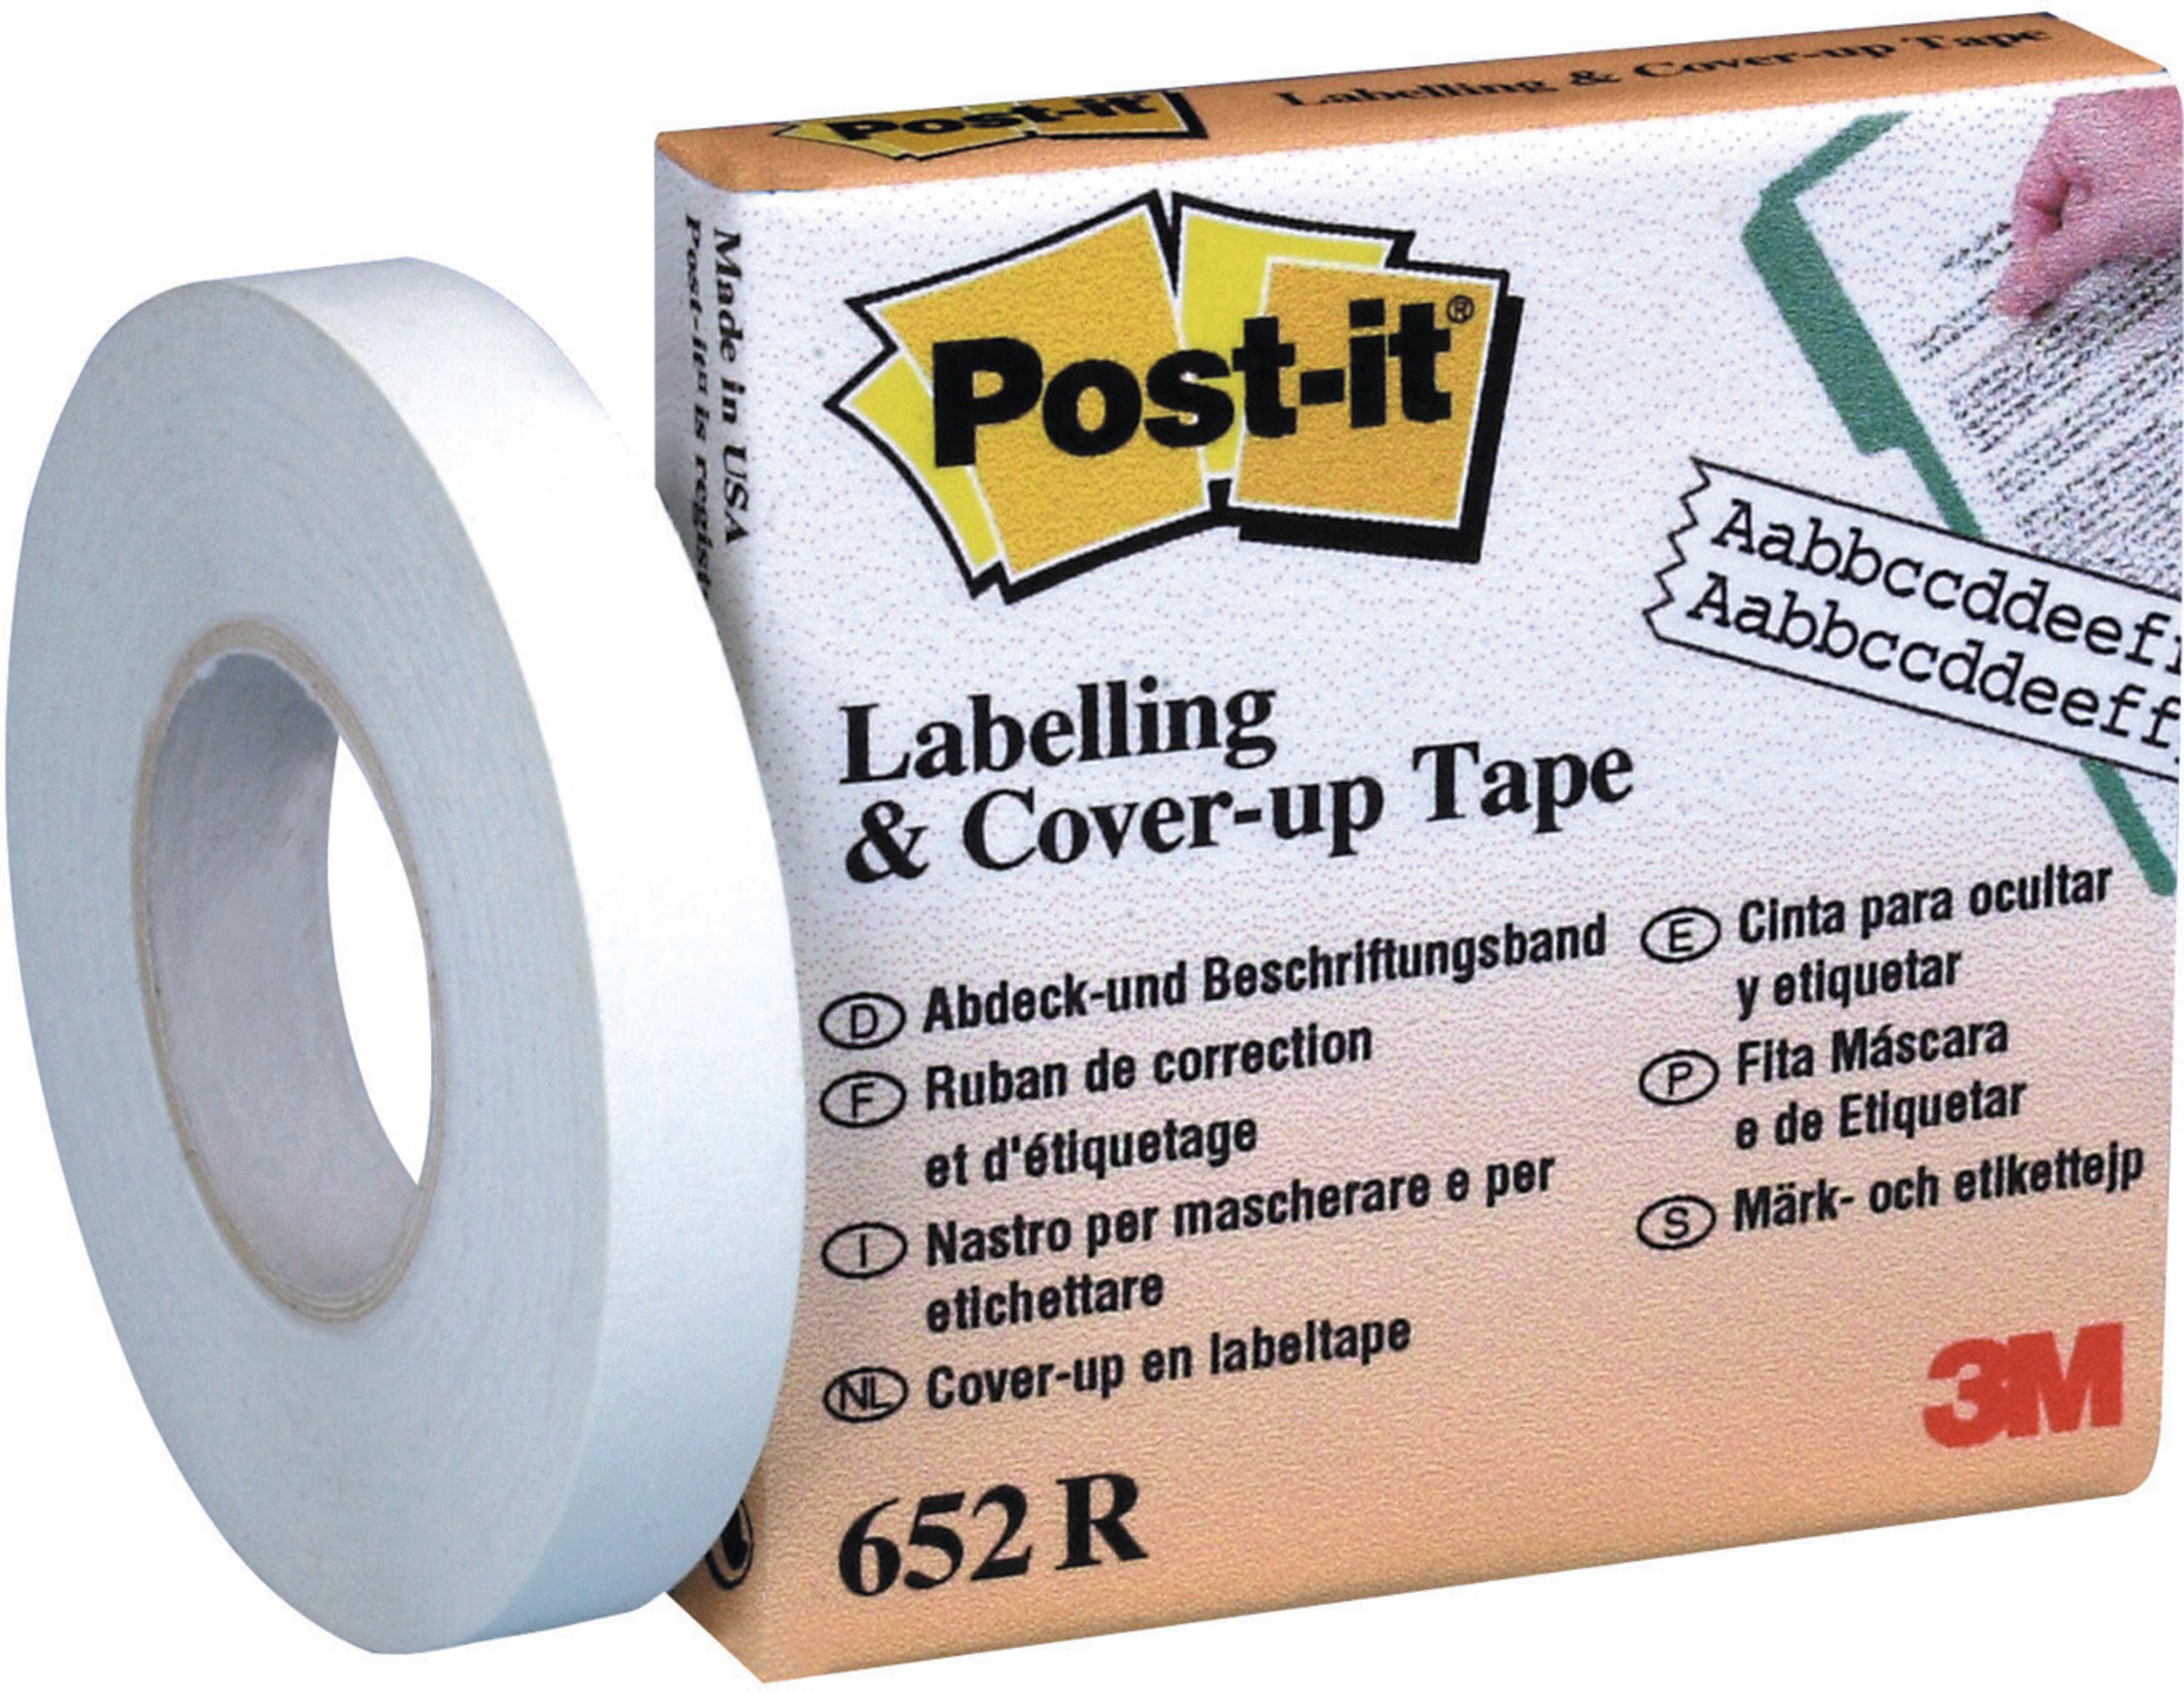 Post-it
Labelling & Cover-up Tape
Made in USA
Post-it™ is
Post-it®
Aabbccddeef
Aabbccddeeff
Labelling
& Cover-up Tape
D Abdeck-und Beschriftungsband
F Ruban de correction
et d'étiquetage
I Nastro per mascherare e per
etichettare
NL Cover-up en labeltape
E Cinta para ocultar
y etiquetar
P Fita Máscara
e de Etiquetar
S Märk- och etikettejp
3M
652 R